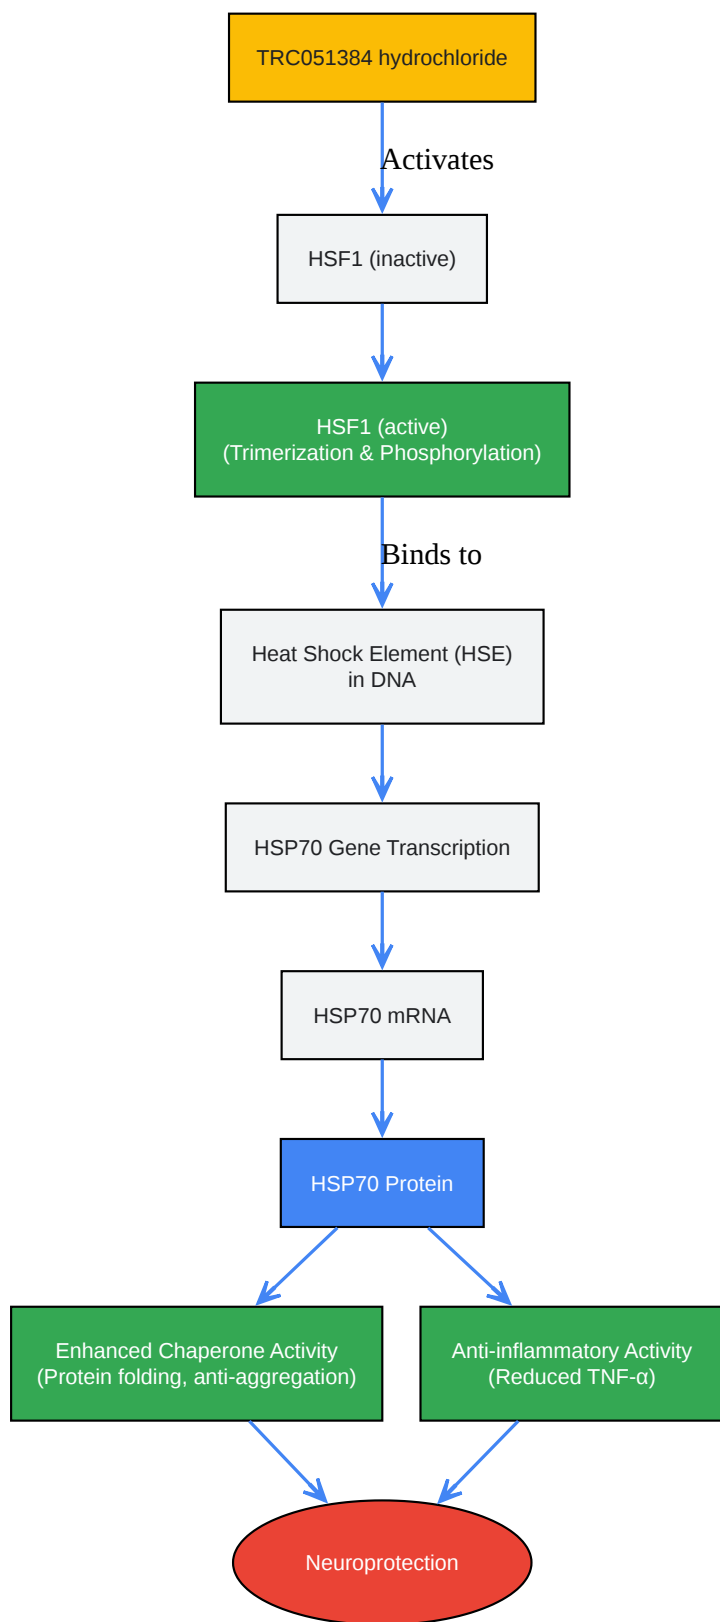 TRC051384 hydrochloride
Activates
HSF1 (inactive)
HSF1 (active)
(Trimerization & Phosphorylation)
Binds to
Heat Shock Element (HSE)
in DNA
HSP70 Gene Transcription
HSP70 mRNA
HSP70 Protein
Enhanced Chaperone Activity
(Protein folding, anti-aggregation)
Anti-inflammatory Activity
(Reduced TNF-α)
Neuroprotection